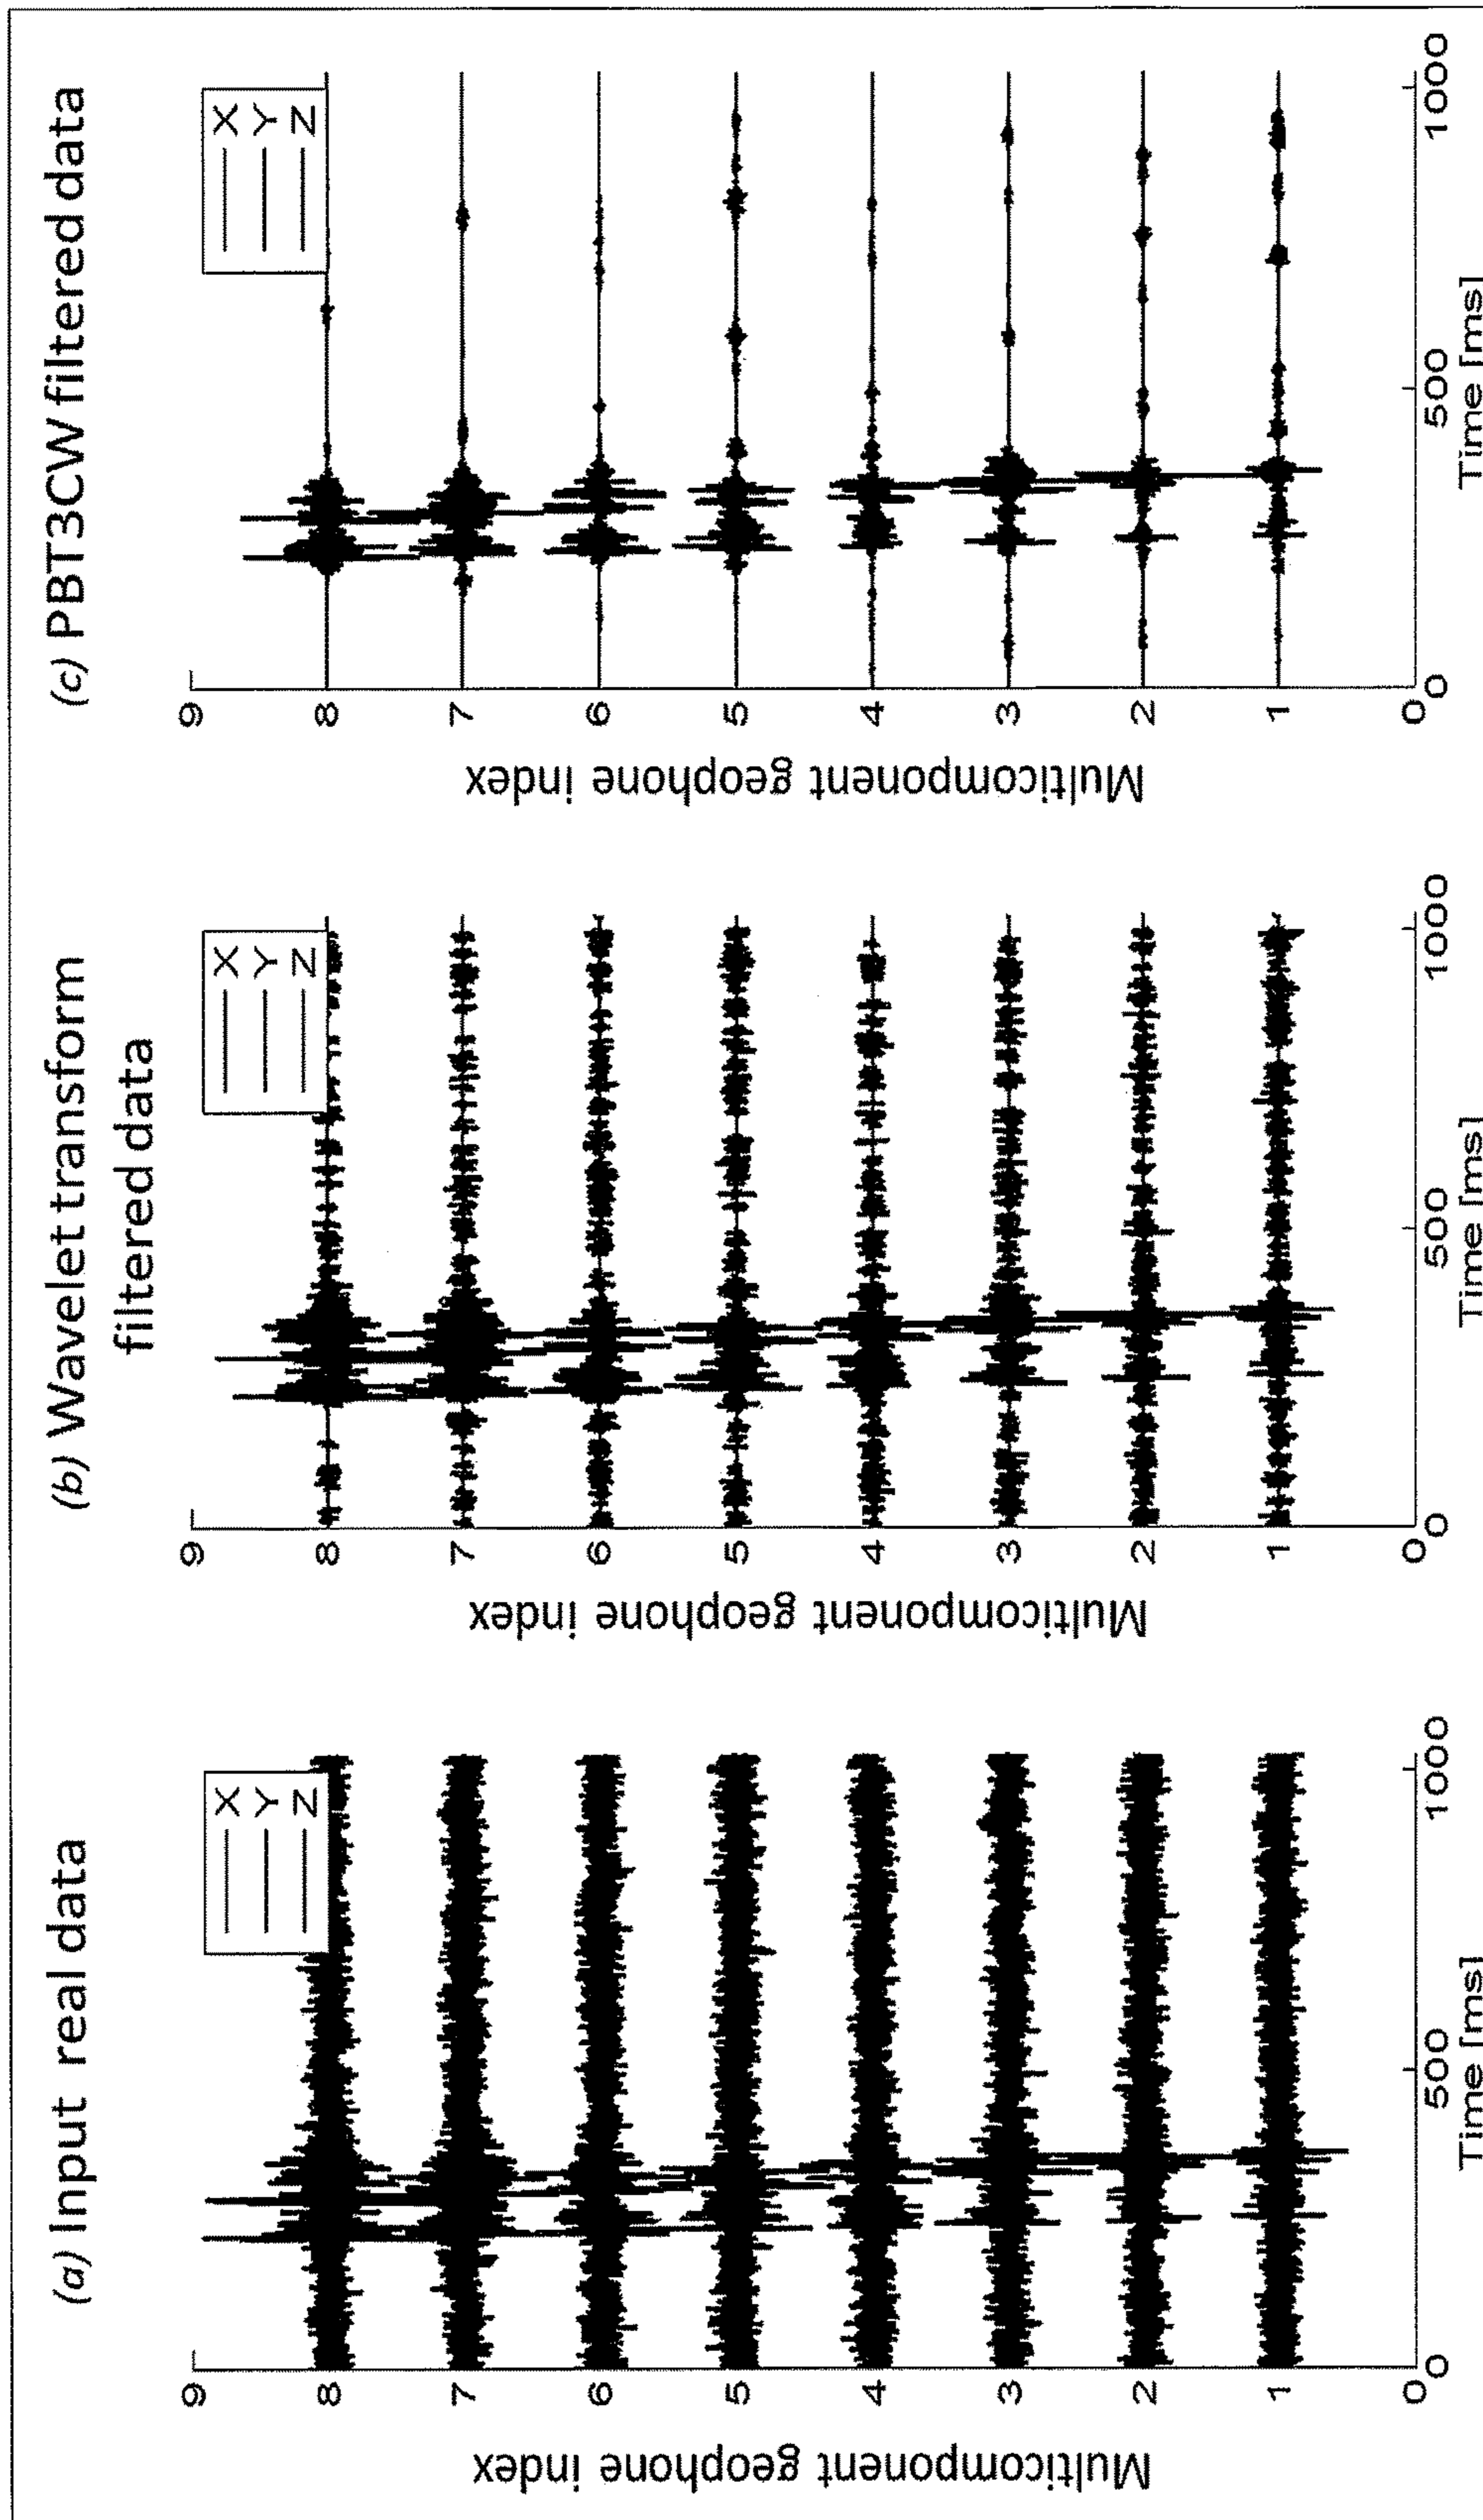 (a) Input real data
X
Y
Z
9
8
7
6
5
4
3
2
1
0
Multicomponent geophone index
0
500
1000
Time [ms]
(b) Wavelet transform
filtered data
X
Y
Z
9
8
7
6
5
4
3
2
1
0
Multicomponent geophone index
0
500
1000
Time [ms]
(c) PBT3CW filtered data
X
Y
Z
9
8
7
6
5
4
3
2
1
0
Multicomponent geophone index
0
500
1000
Time [ms]